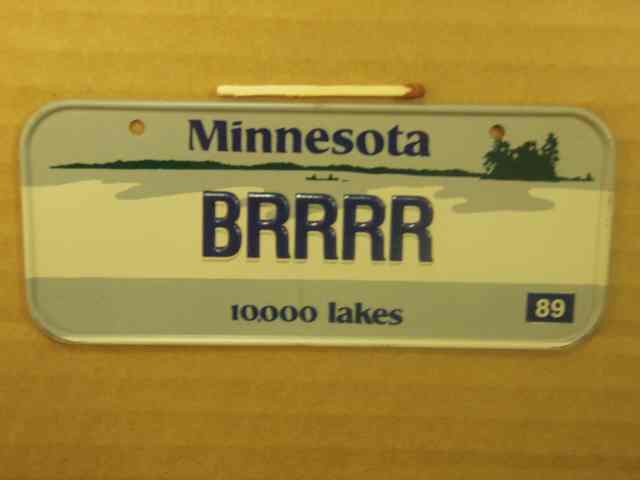 Minnesota
BRRRR
10,000 lakes
89